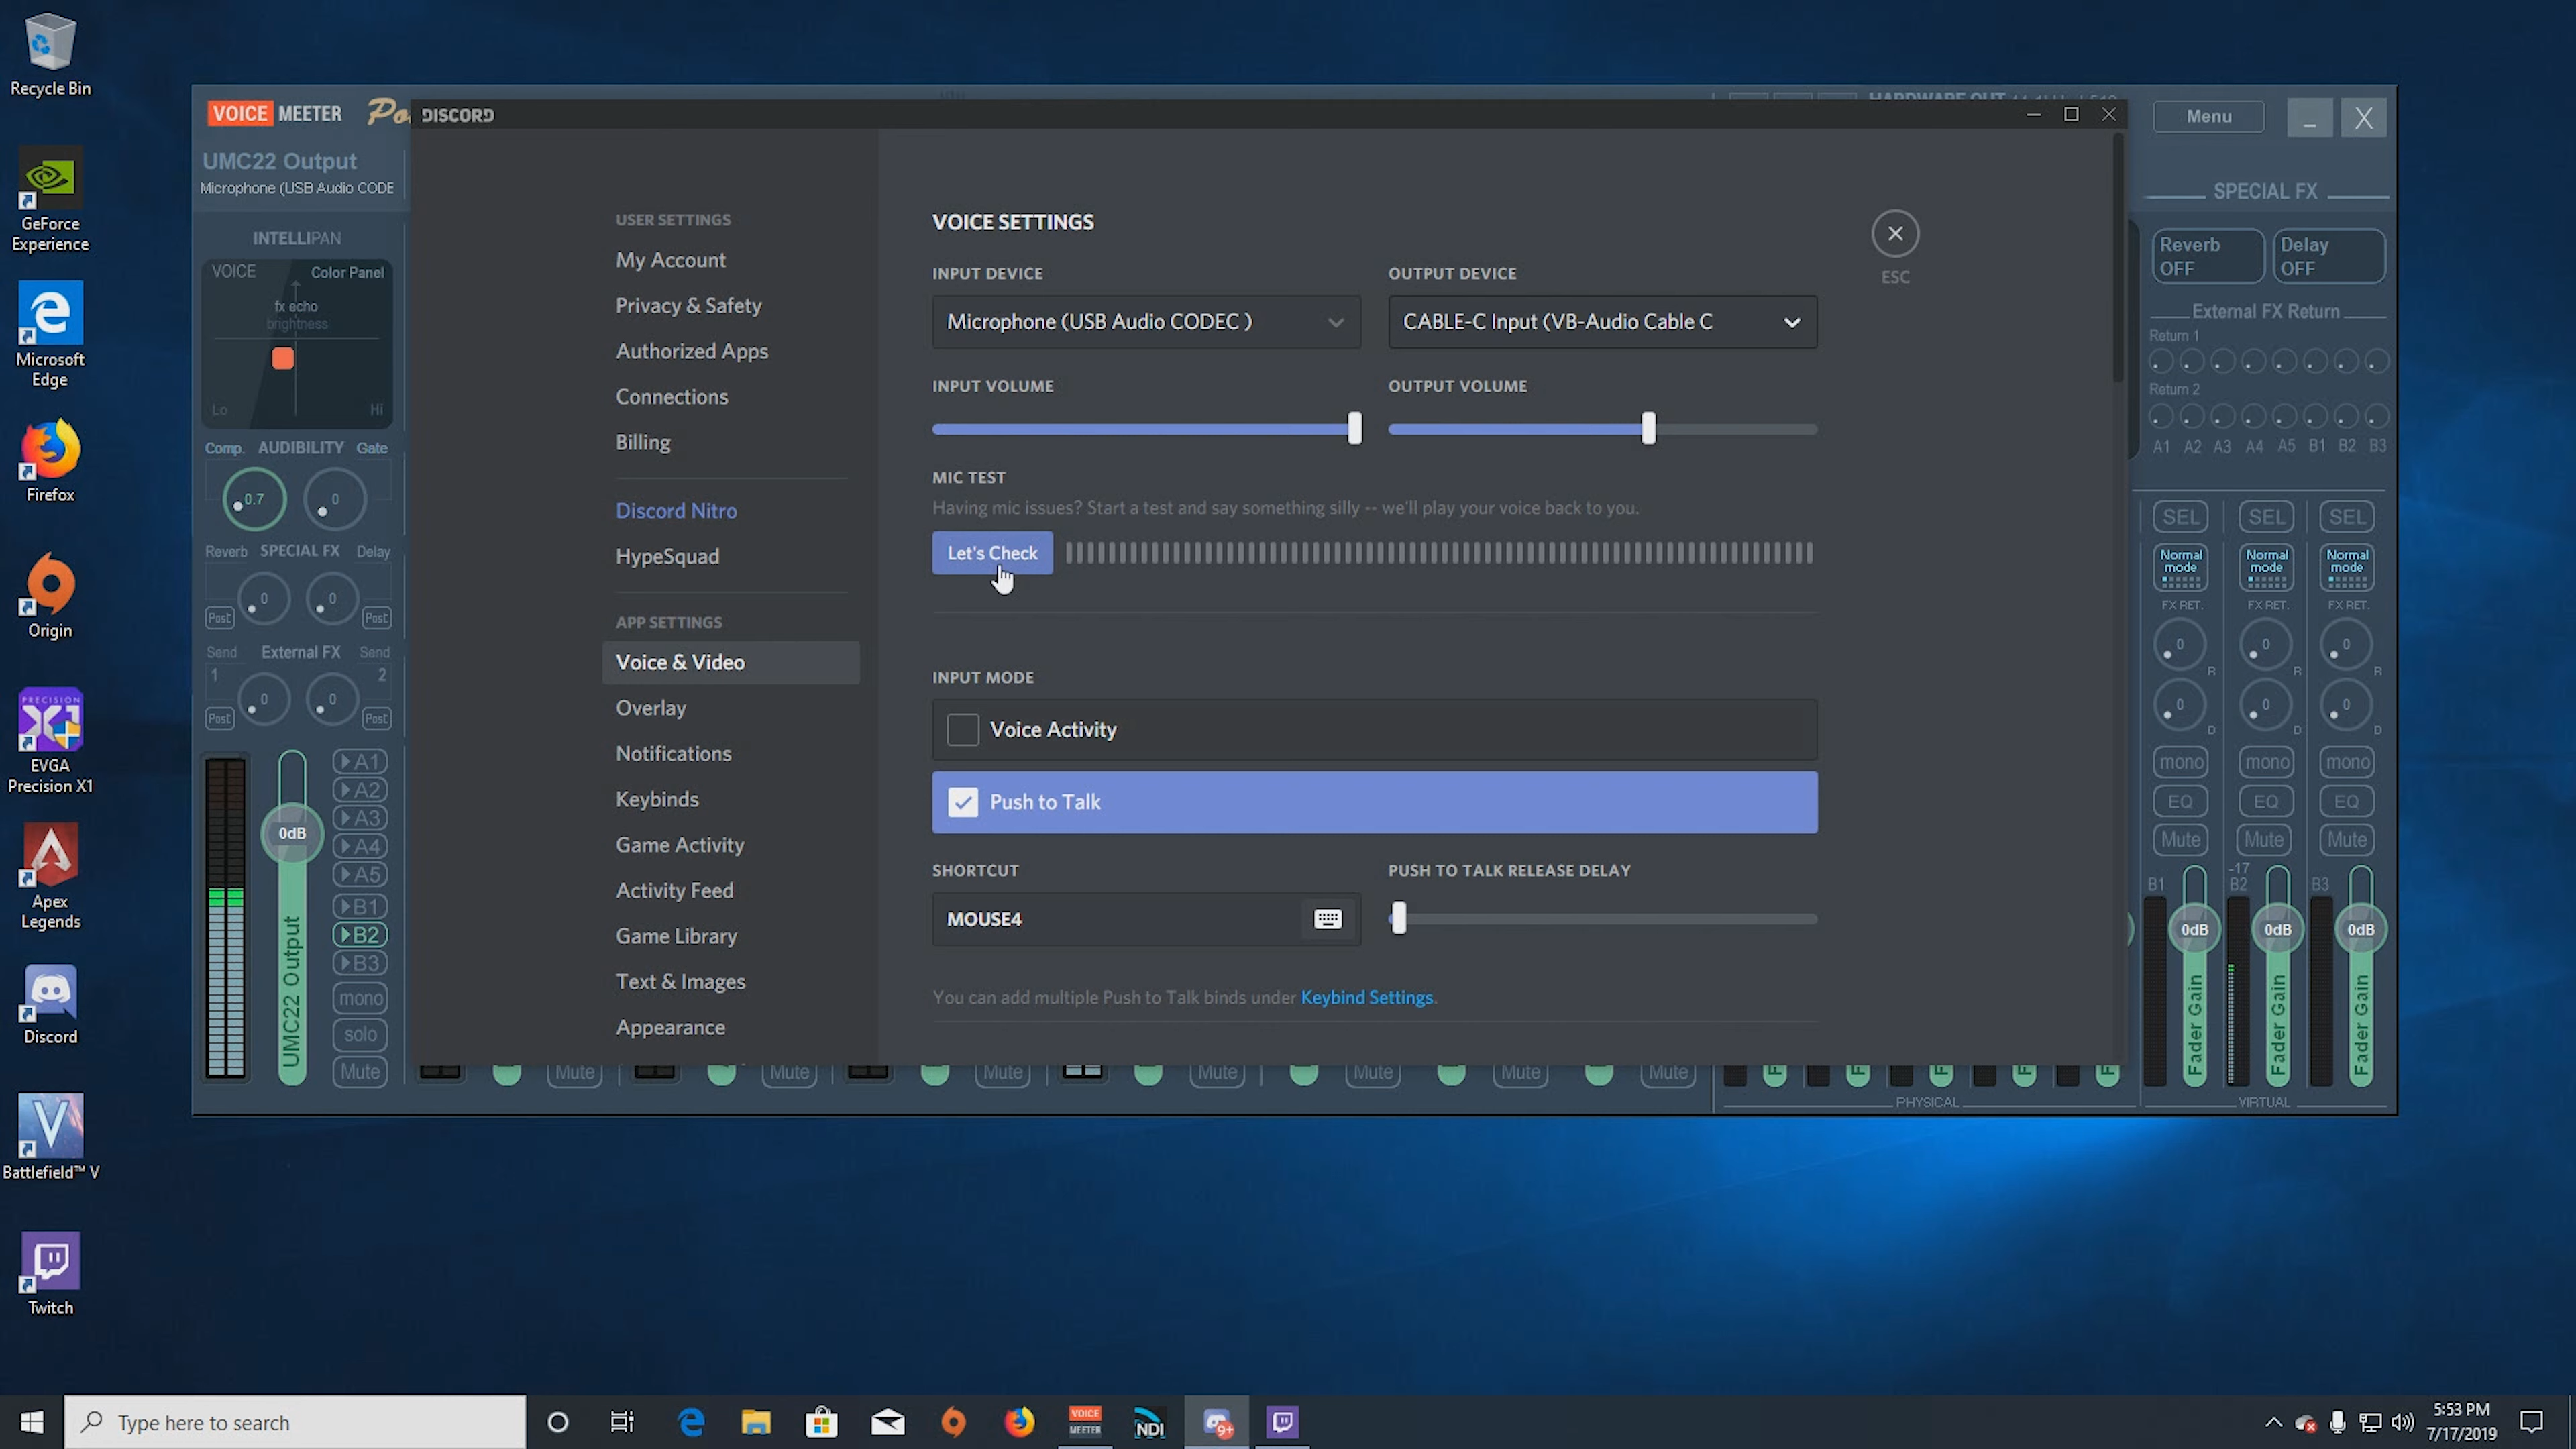 Recycle Bin
GeForce
Experience
Microsoft
Edge
Firefox
Origin
PRECISION
X1
EVGA
Precision X1
Apex
Legends
Discord
Battlefield™ V
Twitch
VOICE MEETER Po
UMC22 Output
Microphone (USB Audio CODE
INTELLIPAN
VOICE Color Panel
fx echo
brightness
Lo Hi
Comp. AUDIBILITY Gate
0.7 0
Reverb SPECIAL FX Delay
0 0
Post Post
Send External FX Send
1 2
0 0
Post Post
0dB
UMC22 Output
A1
A2
A3
A4
A5
B1
B2
B3
mono
solo
Mute
DISCORD
USER SETTINGS
My Account
Privacy & Safety
Authorized Apps
Connections
Billing
Discord Nitro
HypeSquad
APP SETTINGS
Voice & Video
Overlay
Notifications
Keybinds
Game Activity
Activity Feed
Game Library
Text & Images
Appearance
VOICE SETTINGS
ESC
INPUT DEVICE OUTPUT DEVICE
Microphone (USB Audio CODEC ) CABLE-C Input (VB-Audio Cable C
INPUT VOLUME OUTPUT VOLUME
MIC TEST
Having mic issues? Start a test and say something silly -- we'll play your voice back to you.
Let's Check
INPUT MODE
Voice Activity
Push to Talk
SHORTCUT PUSH TO TALK RELEASE DELAY
MOUSE4
You can add multiple Push to Talk binds under Keybind Settings.
Mute Mute Mute Mute Mute Mute Mute
PHYSICAL
Menu _ X
SPECIAL FX
Reverb Delay
OFF OFF
External FX Return
Return 1
Return 2
A1 A2 A3 A4 A5 B1 B2 B3
SEL SEL SEL
Normal Normal Normal
mode mode mode
FX RET. FX RET. FX RET.
0 0 0
R R R
0 0 0
D D D
mono mono mono
EQ EQ EQ
Mute Mute Mute
-17
B1 B2 B3
0dB 0dB 0dB
Fader Gain Fader Gain Fader Gain
VIRTUAL
Type here to search
VOICE
MEETER
NDI
9+
5:53 PM
7/17/2019